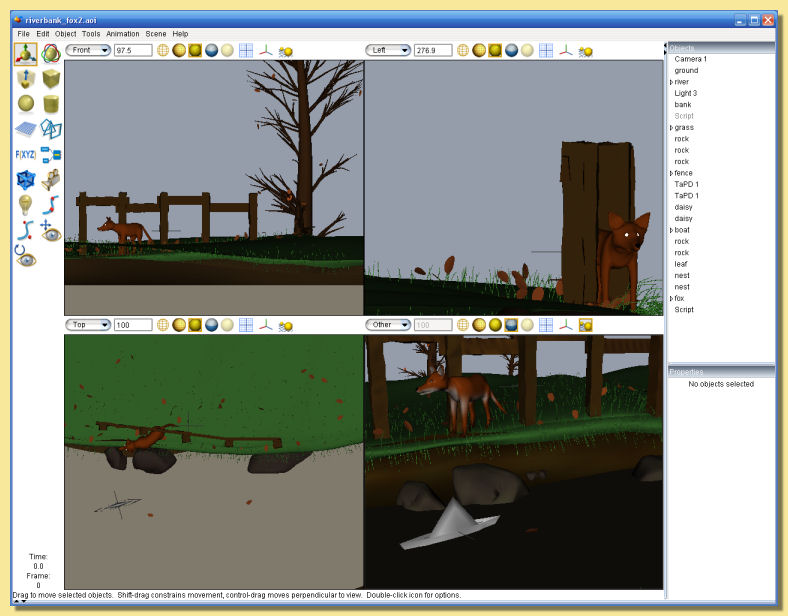 riverbank_fox2.aoi
File Edit Object Tools Animation Scene Help
Front 97.5
Left 276.9
F(XYZ)
Top 100
Other 100
Time:
0.0
Frame:
0
Objects
Camera 1
ground
river
Light 3
bank
Script
grass
rock
rock
rock
fence
TaPD 1
TaPD 1
daisy
daisy
boat
rock
rock
leaf
nest
nest
fox
Script
Properties
No objects selected
Drag to move selected objects. Shift-drag constrains movement, control-drag moves perpendicular to view. Double-click icon for options.